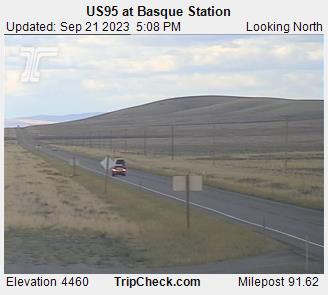 US95 at Basque Station
Updated: Sep 21 2023 5:08 PM Looking North
Elevation 4460 TripCheck.com Milepost 91.62